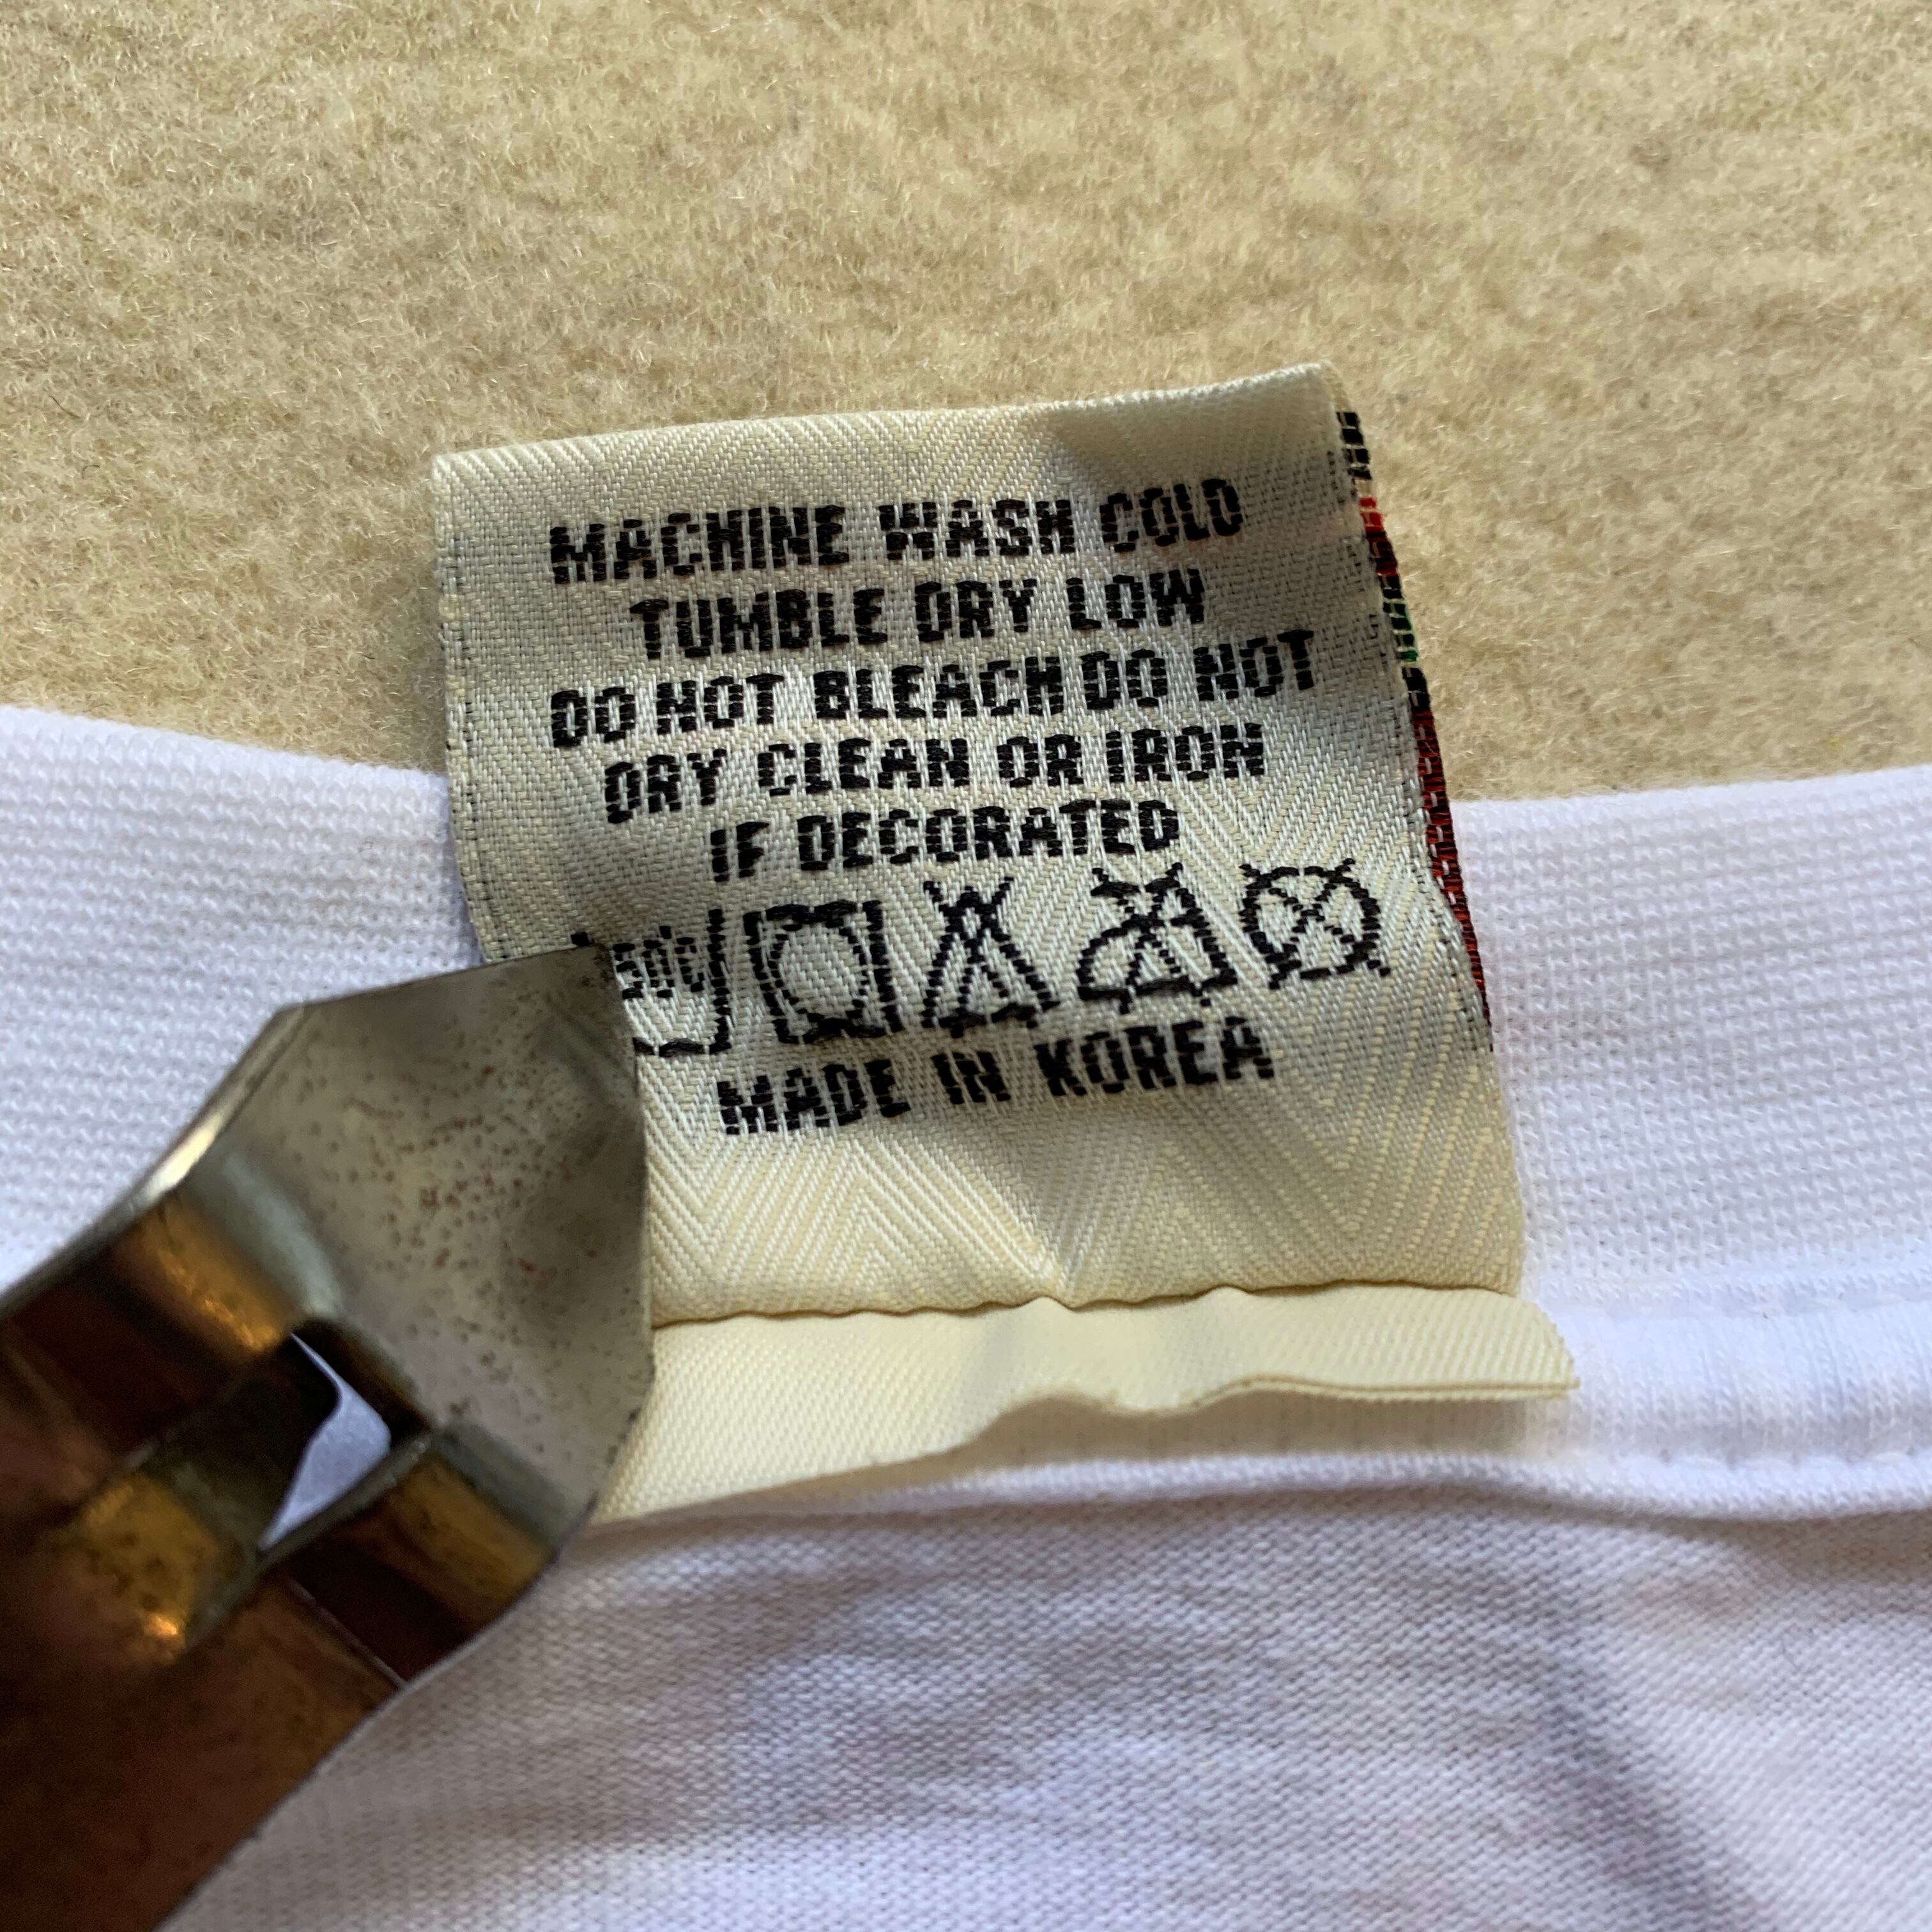 MACHINE WASH COLD
TUMBLE DRY LOW
DO NOT BLEACH DO NOT
DRY CLEAN OR IRON
IF DECORATED
MADE IN KOREA